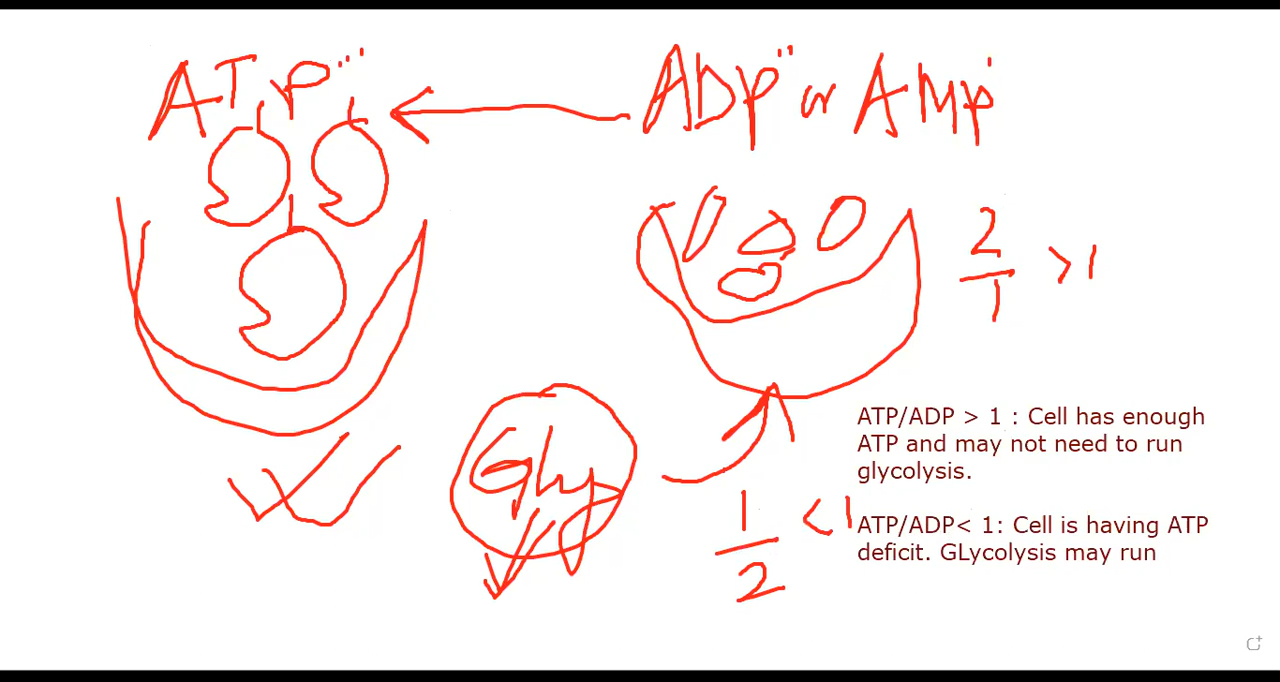 ATP''' ADP'' or AMP'
2/1 >1
Gly
1/2 <1
ATP/ADP > 1 : Cell has enough
ATP and may not need to run
glycolysis.
ATP/ADP< 1: Cell is having ATP
deficit. GLycolysis may run